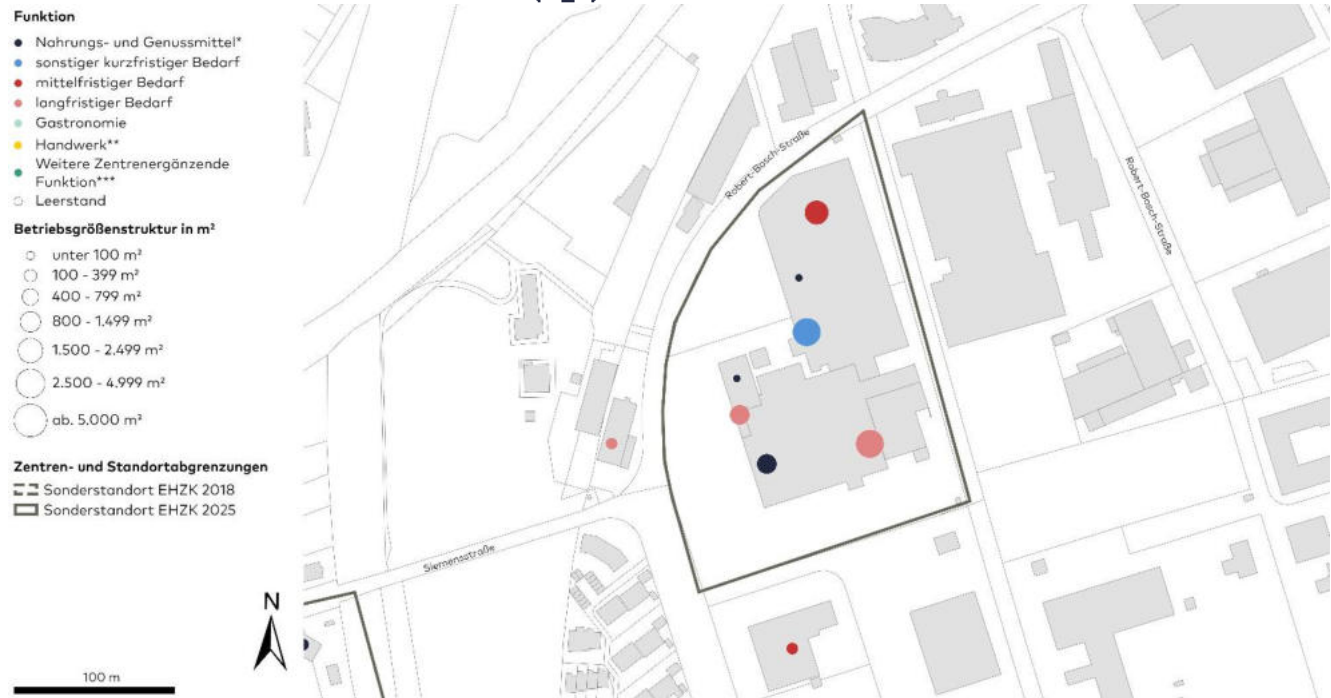 Funktion
Nahrungs- und Genussmittel*
sonstiger kurzfristiger Bedarf
mittelfristiger Bedarf
langfristiger Bedarf
Gastronomie
Handwerk**
Weitere Zentrenergänzende
Funktion***
Leerstand
Betriebsgrößenstruktur in m²
unter 100 m²
100 - 399 m²
400 - 799 m²
800 - 1.499 m²
1.500 - 2.499 m²
2.500 - 4.999 m²
ab. 5.000 m²
Zentren- und Standortabgrenzungen
Sonderstandort EHZK 2018
Sonderstandort EHZK 2025
N
100 m
Robert-Bosch-Straße
Robert-Bosch-Straße
Siemensstraße